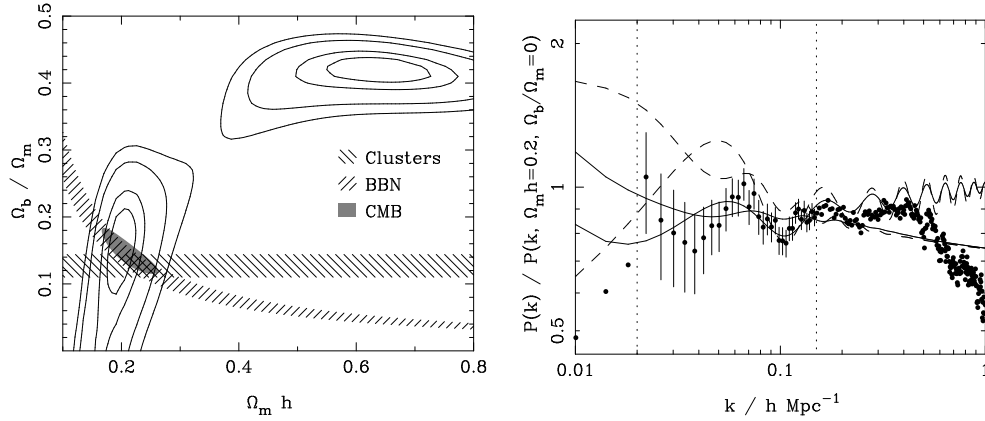 0.5
0.4
0.3
0.2
0.1
Ω_b / Ω_m
Clusters
BBN
CMB
0.2 0.4 0.6 0.8
Ω_m h
2
1
0.5
P(k) / P(k, Ω_mh=0.2, Ω_b/Ω_m=0)
0.01 0.1 1
k / h Mpc⁻¹